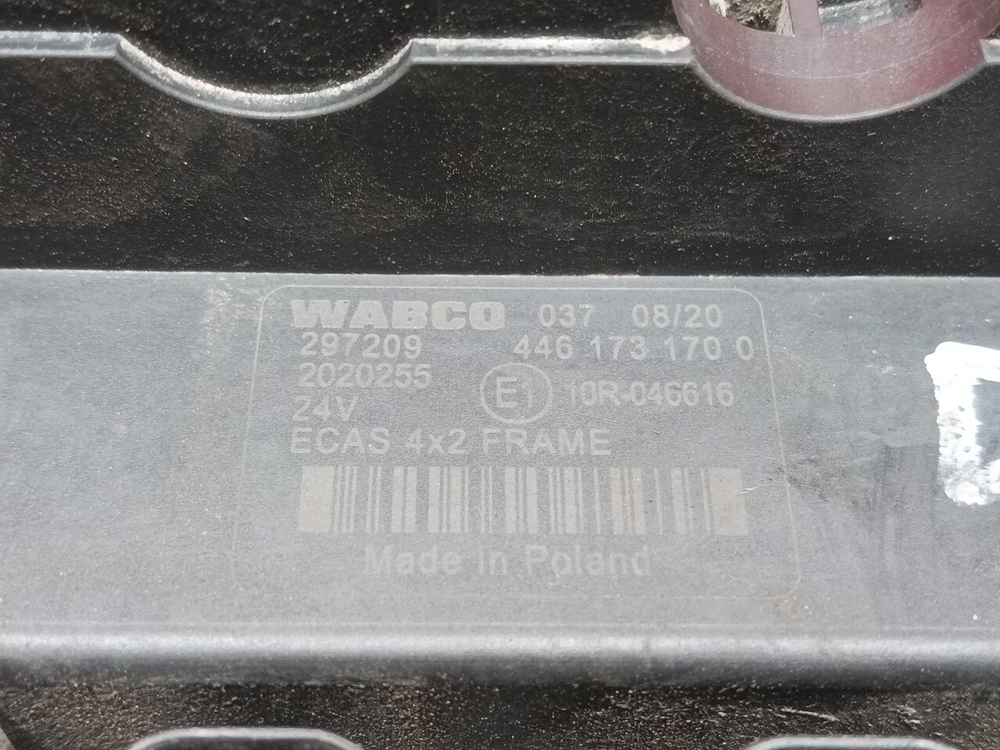 WABCO 037 08/20
297209 446 173 170 0
2020255
24V E1 10R-046616
ECAS 4x2 FRAME
Made in Poland